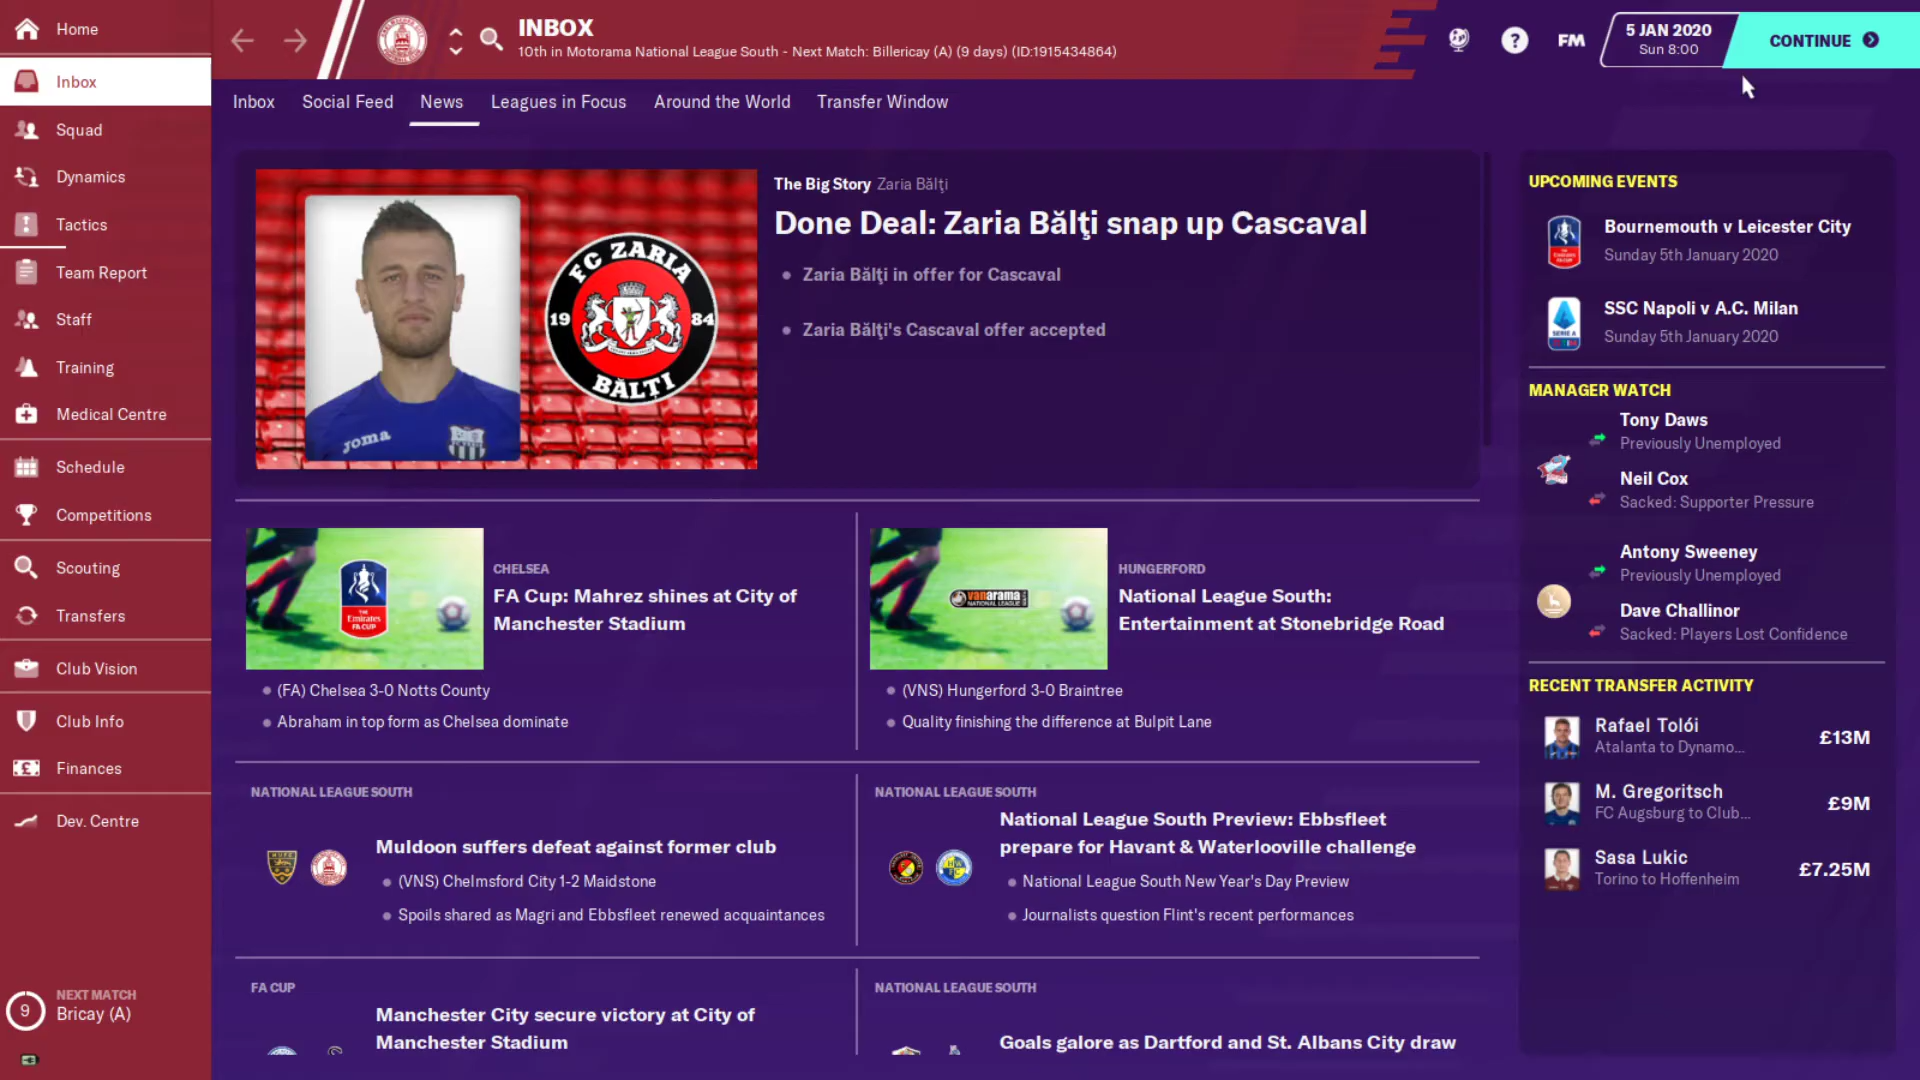 Home
Inbox
Squad
Dynamics
Tactics
Team Report
Staff
Training
Medical Centre
Schedule
Competitions
Scouting
Transfers
Club Vision
Club Info
Finances
Dev. Centre
9
NEXT MATCH
Bricay (A)
INBOX
10th in Motorama National League South - Next Match: Billericay (A) (9 days) (ID:1915434864)
?
FM
5 JAN 2020
Sun 8:00
CONTINUE
Inbox
Social Feed
News
Leagues in Focus
Around the World
Transfer Window
joma
FC ZARIA
19 84
BĂLȚI
The Big Story Zaria Bălţi
Done Deal: Zaria Bălţi snap up Cascaval
Zaria Bălţi in offer for Cascaval
Zaria Bălţi's Cascaval offer accepted
THE
Emirates
FA CUP
CHELSEA
FA Cup: Mahrez shines at City of
Manchester Stadium
(FA) Chelsea 3-0 Notts County
Abraham in top form as Chelsea dominate
vanarama
NATIONAL LEAGUE
HUNGERFORD
National League South:
Entertainment at Stonebridge Road
(VNS) Hungerford 3-0 Braintree
Quality finishing the difference at Bulpit Lane
NATIONAL LEAGUE SOUTH
Muldoon suffers defeat against former club
(VNS) Chelmsford City 1-2 Maidstone
Spoils shared as Magri and Ebbsfleet renewed acquaintances
NATIONAL LEAGUE SOUTH
National League South Preview: Ebbsfleet
prepare for Havant & Waterlooville challenge
National League South New Year's Day Preview
Journalists question Flint's recent performances
FA CUP
Manchester City secure victory at City of
Manchester Stadium
NATIONAL LEAGUE SOUTH
Goals galore as Dartford and St. Albans City draw
UPCOMING EVENTS
Bournemouth v Leicester City
Sunday 5th January 2020
SERIE A
SSC Napoli v A.C. Milan
Sunday 5th January 2020
MANAGER WATCH
Tony Daws
Previously Unemployed
Neil Cox
Sacked: Supporter Pressure
Antony Sweeney
Previously Unemployed
Dave Challinor
Sacked: Players Lost Confidence
RECENT TRANSFER ACTIVITY
Rafael Tolói
Atalanta to Dynamo...
£13M
M. Gregoritsch
FC Augsburg to Club...
£9M
Sasa Lukic
Torino to Hoffenheim
£7.25M